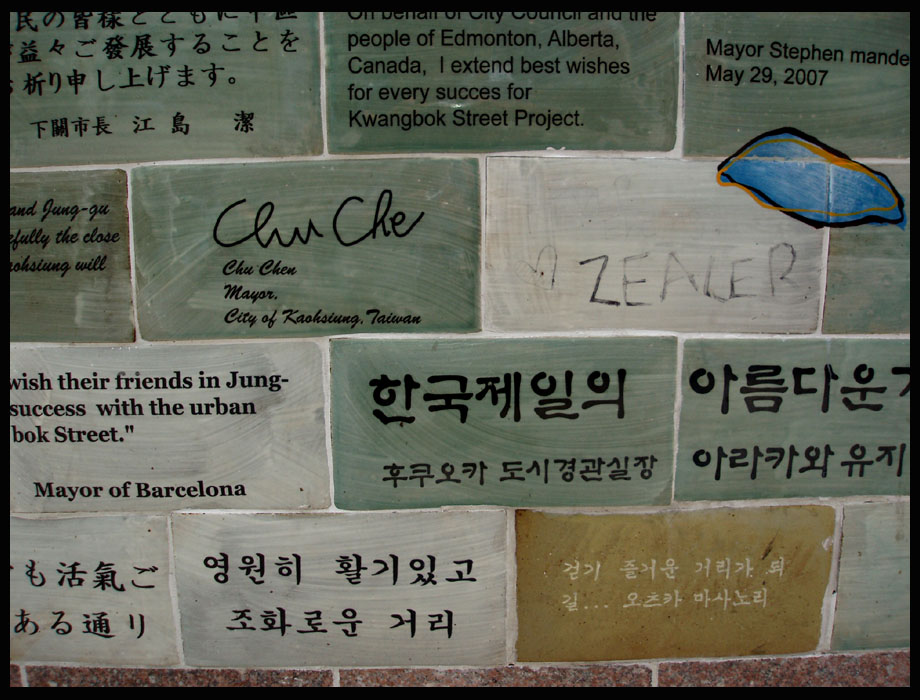 民の皆様とともに
益々ご發展することを
祈り申し上げます。
下關市長 江島 潔
On behalf of City Council and the
people of Edmonton, Alberta,
Canada, I extend best wishes
for every succes for
Kwangbok Street Project.
Mayor Stephen mande
May 29, 2007
and Jung-gu
the close
will
Chu Che
Chu Chen
Mayor,
City of Kaohsiung, Taiwan
ZEALER
wish their friends in Jung-
success with the urban
bok Street."
Mayor of Barcelona
한국제일의
후쿠오카 도시경관실장
아름다운
아라카와 유지
も活氣ご
ある通り
영원히 활기있고
조화로운 거리
걷기 즐거운 거리가 되
길... 오츠카 마사노리